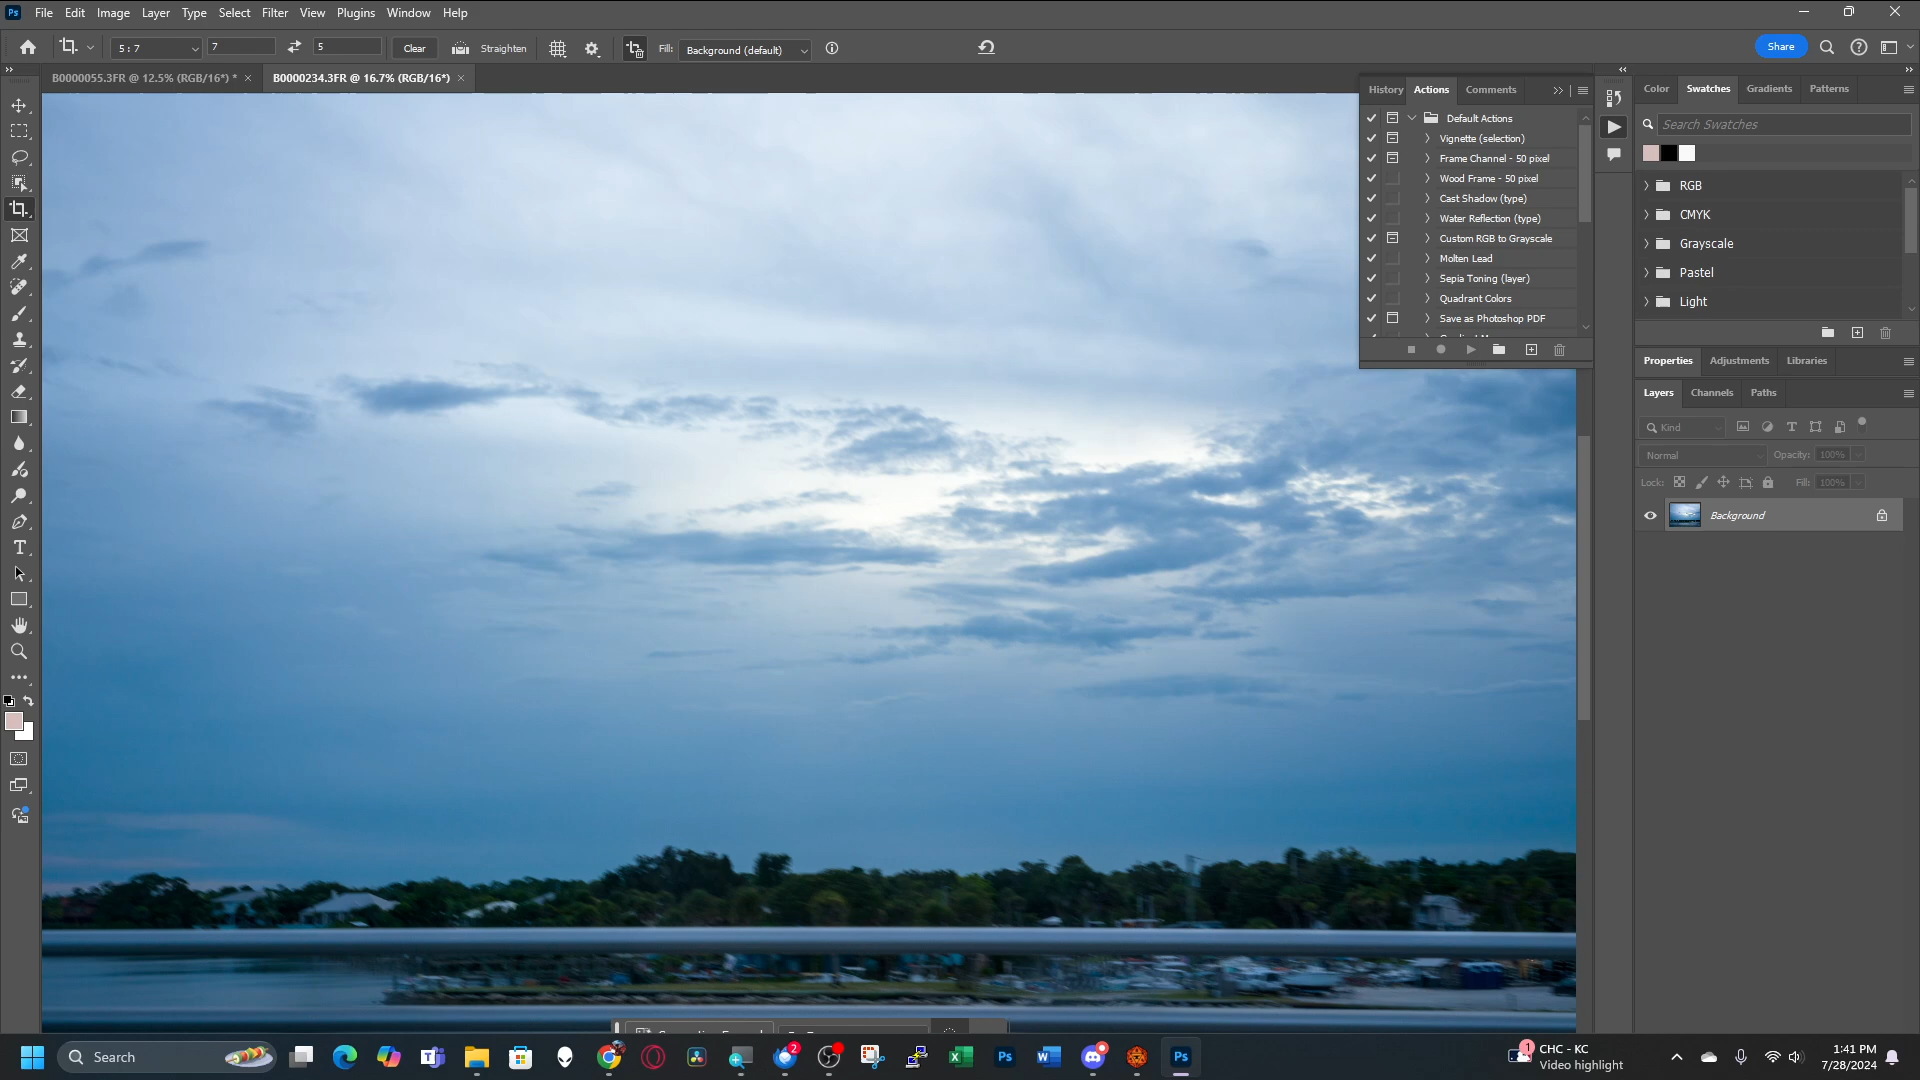 Ps File Edit Image Layer Type Select Filter View Plugins Window Help
5 : 7 7 5 Clear Straighten Fill: Background (default) Share
B0000055.3FR @ 12.5% (RGB/16*) * B0000234.3FR @ 16.7% (RGB/16*)
History Actions Comments
Default Actions
Vignette (selection)
Frame Channel - 50 pixel
Wood Frame - 50 pixel
Cast Shadow (type)
Water Reflection (type)
Custom RGB to Grayscale
Molten Lead
Sepia Toning (layer)
Quadrant Colors
Save as Photoshop PDF
Color Swatches Gradients Patterns
Search Swatches
RGB
CMYK
Grayscale
Pastel
Light
Properties Adjustments Libraries
Layers Channels Paths
Kind
Normal Opacity: 100%
Lock: Fill: 100%
Background
Search
2
Ps
Ps
1
CHC - KC
Video highlight
1:41 PM
7/28/2024